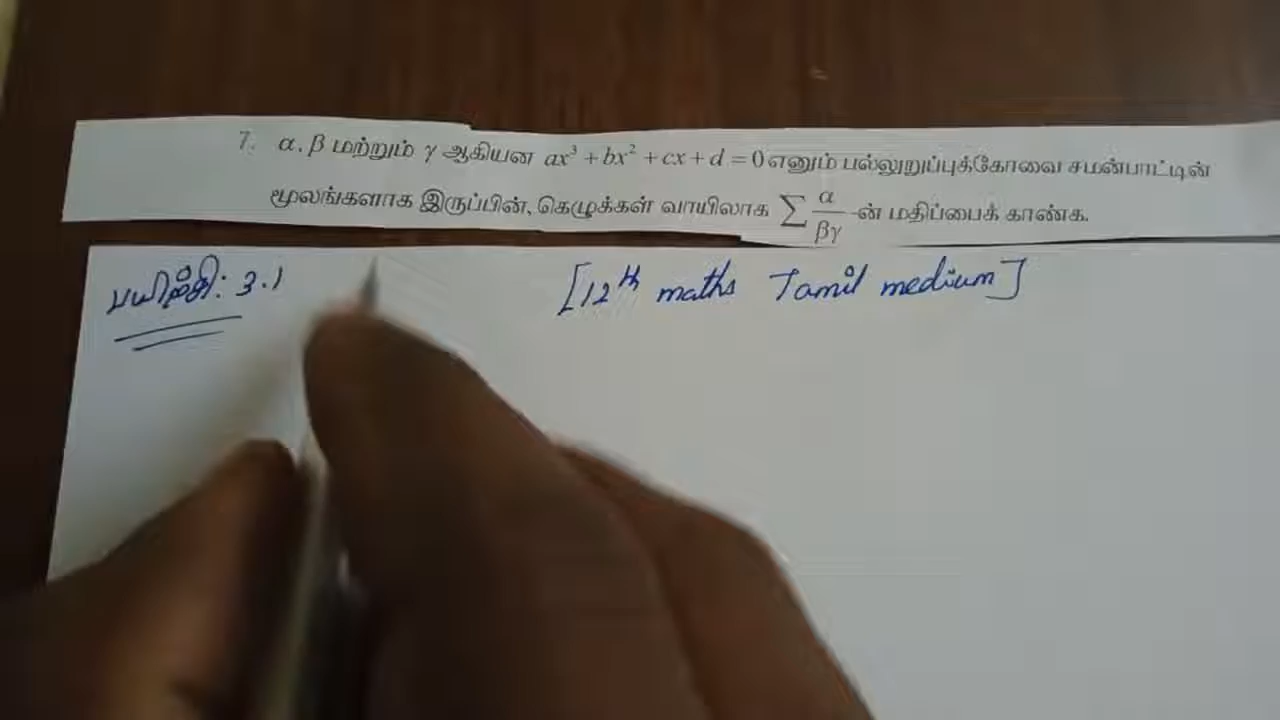 7. α, β மற்றும் γ ஆகியன ax³ + bx² + cx + d = 0 எனும் பல்லுறுப்புக்கோவை சமன்பாட்டின்
மூலங்களாக இருப்பின், கெழுக்கள் வாயிலாக ∑ α/βγ -ன் மதிப்பைக் காண்க.
பயிற்சி: 3.1 [12th maths Tamil medium]